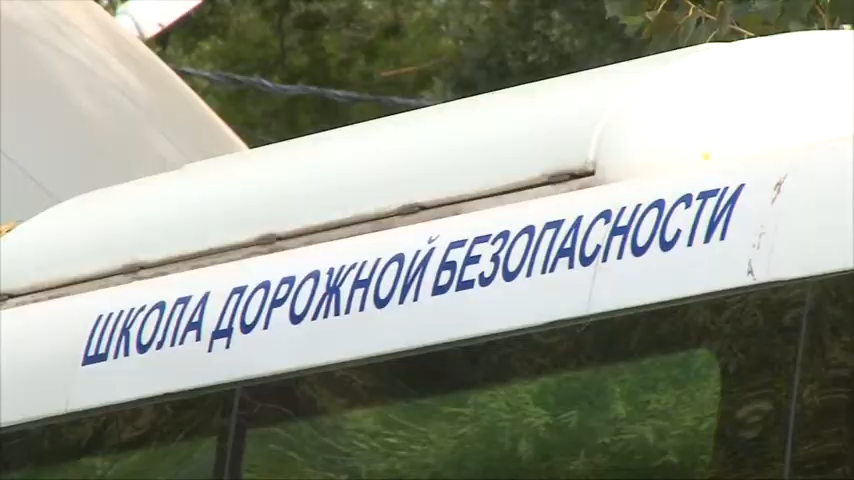 ШКОЛА ДОРОЖНОЙ БЕЗОПАСНОСТИ